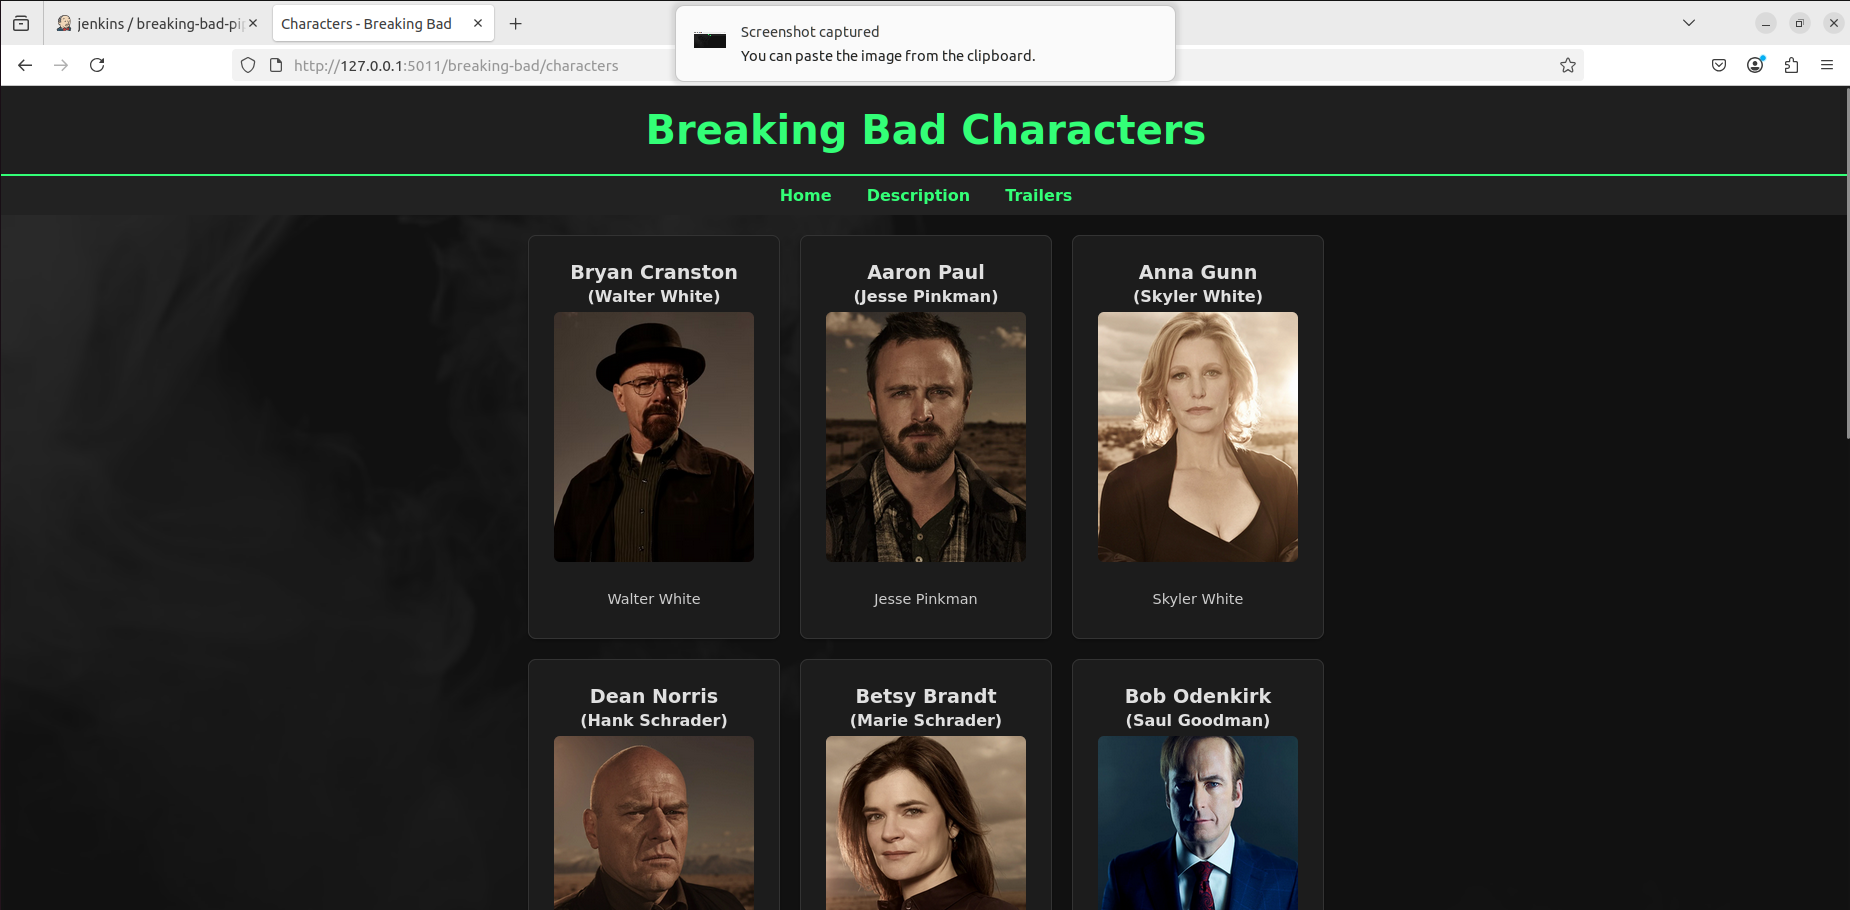 jenkins / breaking-bad-pip
Characters - Breaking Bad
Screenshot captured
You can paste the image from the clipboard.
http://127.0.0.1:5011/breaking-bad/characters
Breaking Bad Characters
Home Description Trailers
Bryan Cranston
(Walter White)
Walter White
Aaron Paul
(Jesse Pinkman)
Jesse Pinkman
Anna Gunn
(Skyler White)
Skyler White
Dean Norris
(Hank Schrader)
Betsy Brandt
(Marie Schrader)
Bob Odenkirk
(Saul Goodman)